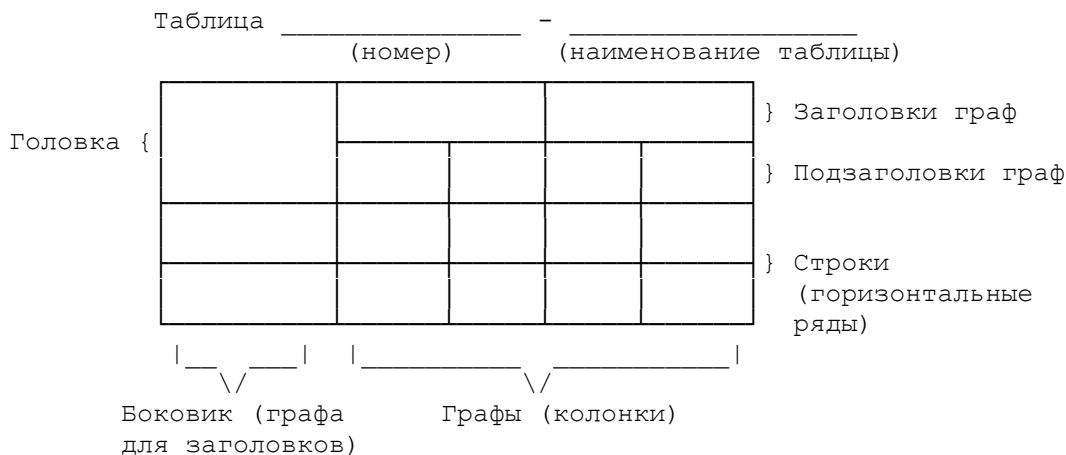 Таблица ________________ - ___________________
(номер) (наименование таблицы)
} Заголовки граф
Головка {
} Подзаголовки граф
} Строки
(горизонтальные
ряды)
Боковик (графа Графы (колонки)
для заголовков)